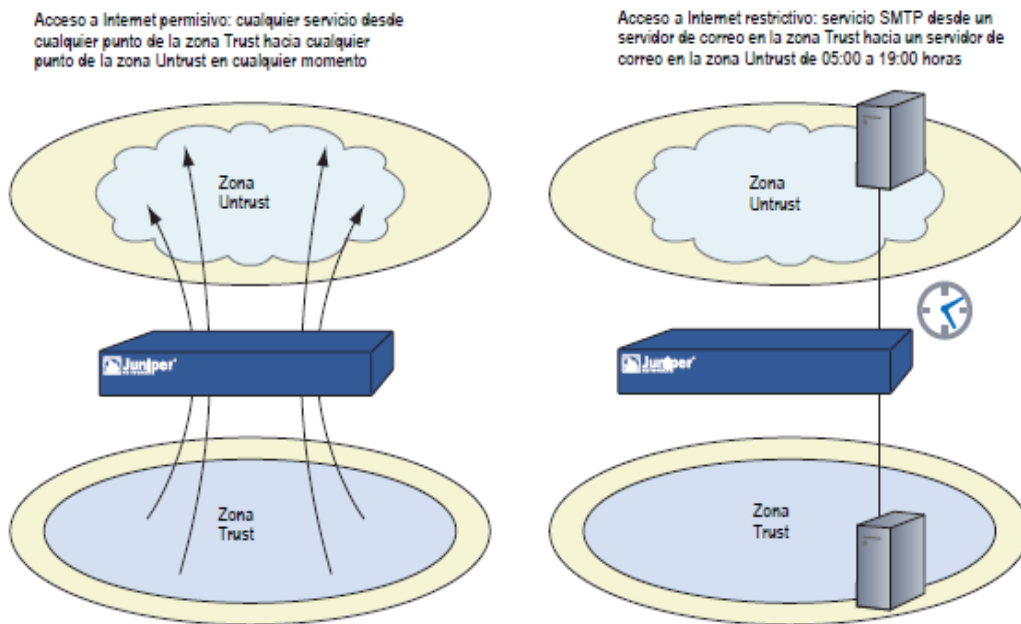 Acceso a Internet permisivo: cualquier servicio desde
cualquier punto de la zona Trust hacia cualquier
punto de la zona Untrust en cualquier momento
Acceso a Internet restrictivo: servicio SMTP desde un
servidor de correo en la zona Trust hacia un servidor de
correo en la zona Untrust de 05:00 a 19:00 horas
Zona
Untrust
Juniper
Zona
Trust
Zona
Untrust
Juniper
Zona
Trust